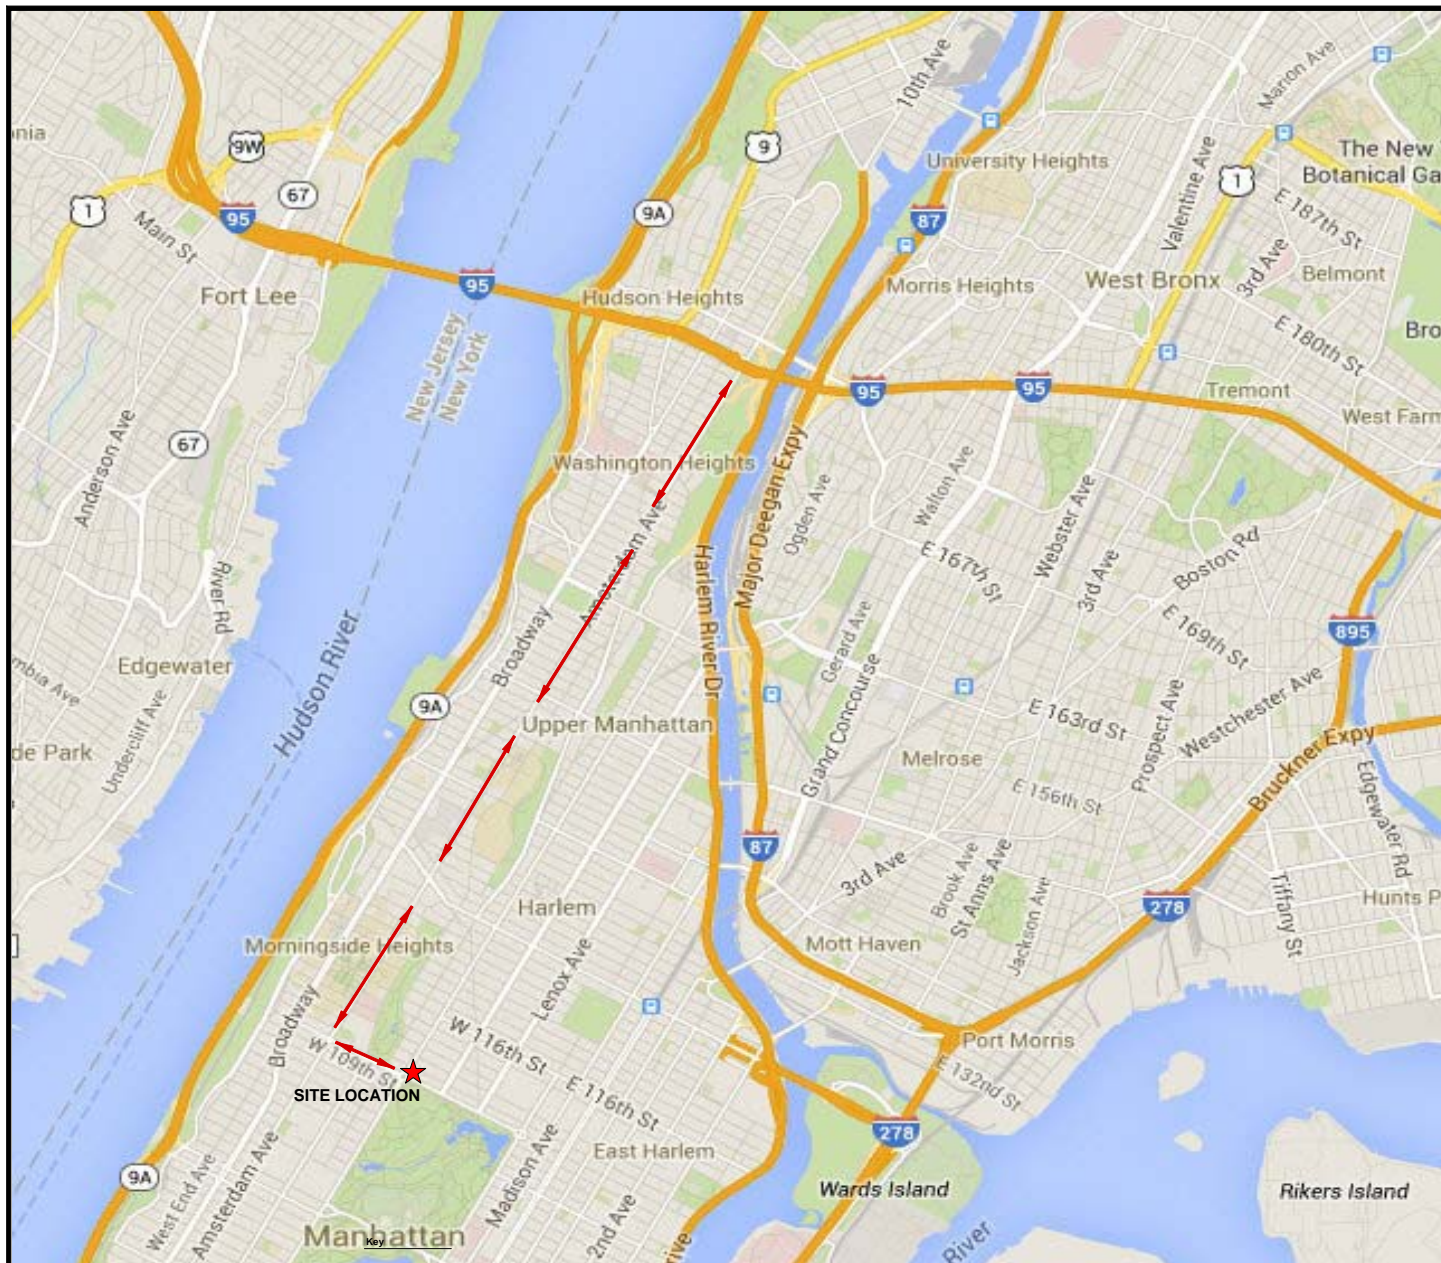 10th Ave
Marion Ave
9W
9
University Heights
The New
Botanical Ga
1
67
1
9A
95
87
Valentine Ave
E 187th St
Main St
3rd Ave
Belmont
95
Fort Lee
Hudson Heights
Morris Heights
West Bronx
E 180th St
Bro
New Jersey
New York
95
95
Tremont
West Farm
67
Anderson Ave
Washington Heights
Major Deegan Expy
Ogden Ave
Walton Ave
Webster Ave
Amsterdam Ave
Harlem River Dr
E 167th St
3rd Ave
Boston Rd
River Rd
Hudson River
Broadway
Gerard Ave
E 169th St
895
Edgewater
mbia Ave
Undercliff Ave
9A
Upper Manhattan
Grand Concourse
E 163rd St
Prospect Ave
Westchester Ave
de Park
Melrose
E 156th St
Bruckner Expy
Edgewater Rd
87
3rd Ave
Brook Ave
St Anns Ave
Jackson Ave
278
Tiffany St
Hunts P
Harlem
Morningside Heights
Lenox Ave
Mott Haven
Broadway
W 109th St
W 116th St
E 116th St
Port Morris
E 132nd St
SITE LOCATION
278
East Harlem
9A
West End Ave
Amsterdam Ave
Madison Ave
2nd Ave
Wards Island
Rikers Island
Manhattan
Key
rive
River